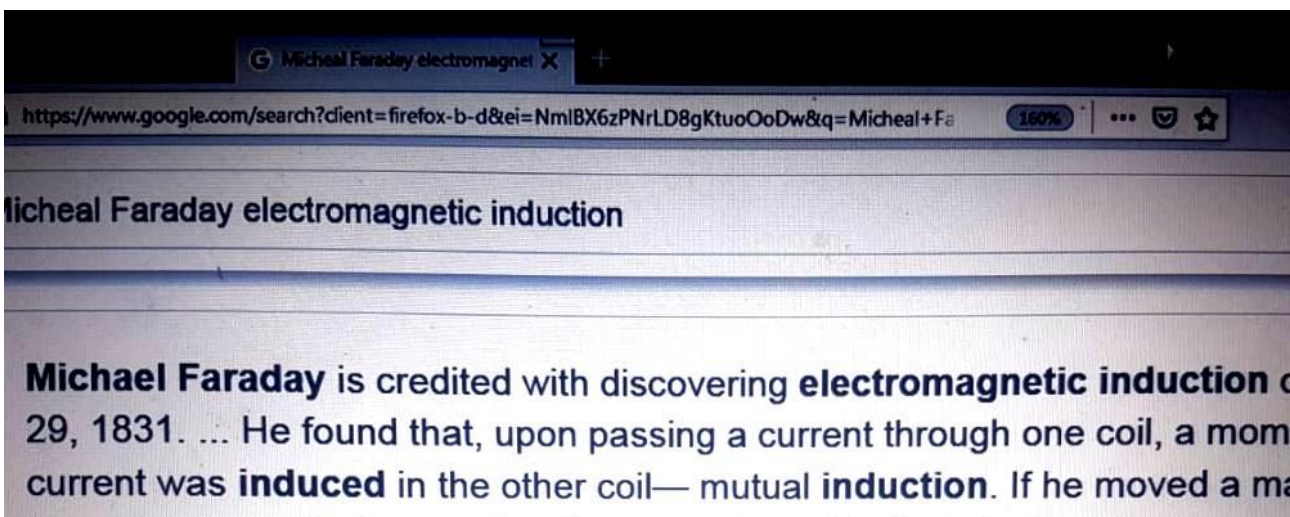 G Micheal Faraday electromagnet X +
https://www.google.com/search?client=firefox-b-d&ei=NmlBX6zPNrLD8gKtuoOoDw&q=Micheal+Fa 160% ...
icheal Faraday electromagnetic induction
Michael Faraday is credited with discovering electromagnetic induction
29, 1831. ... He found that, upon passing a current through one coil, a mom
current was induced in the other coil— mutual induction. If he moved a ma